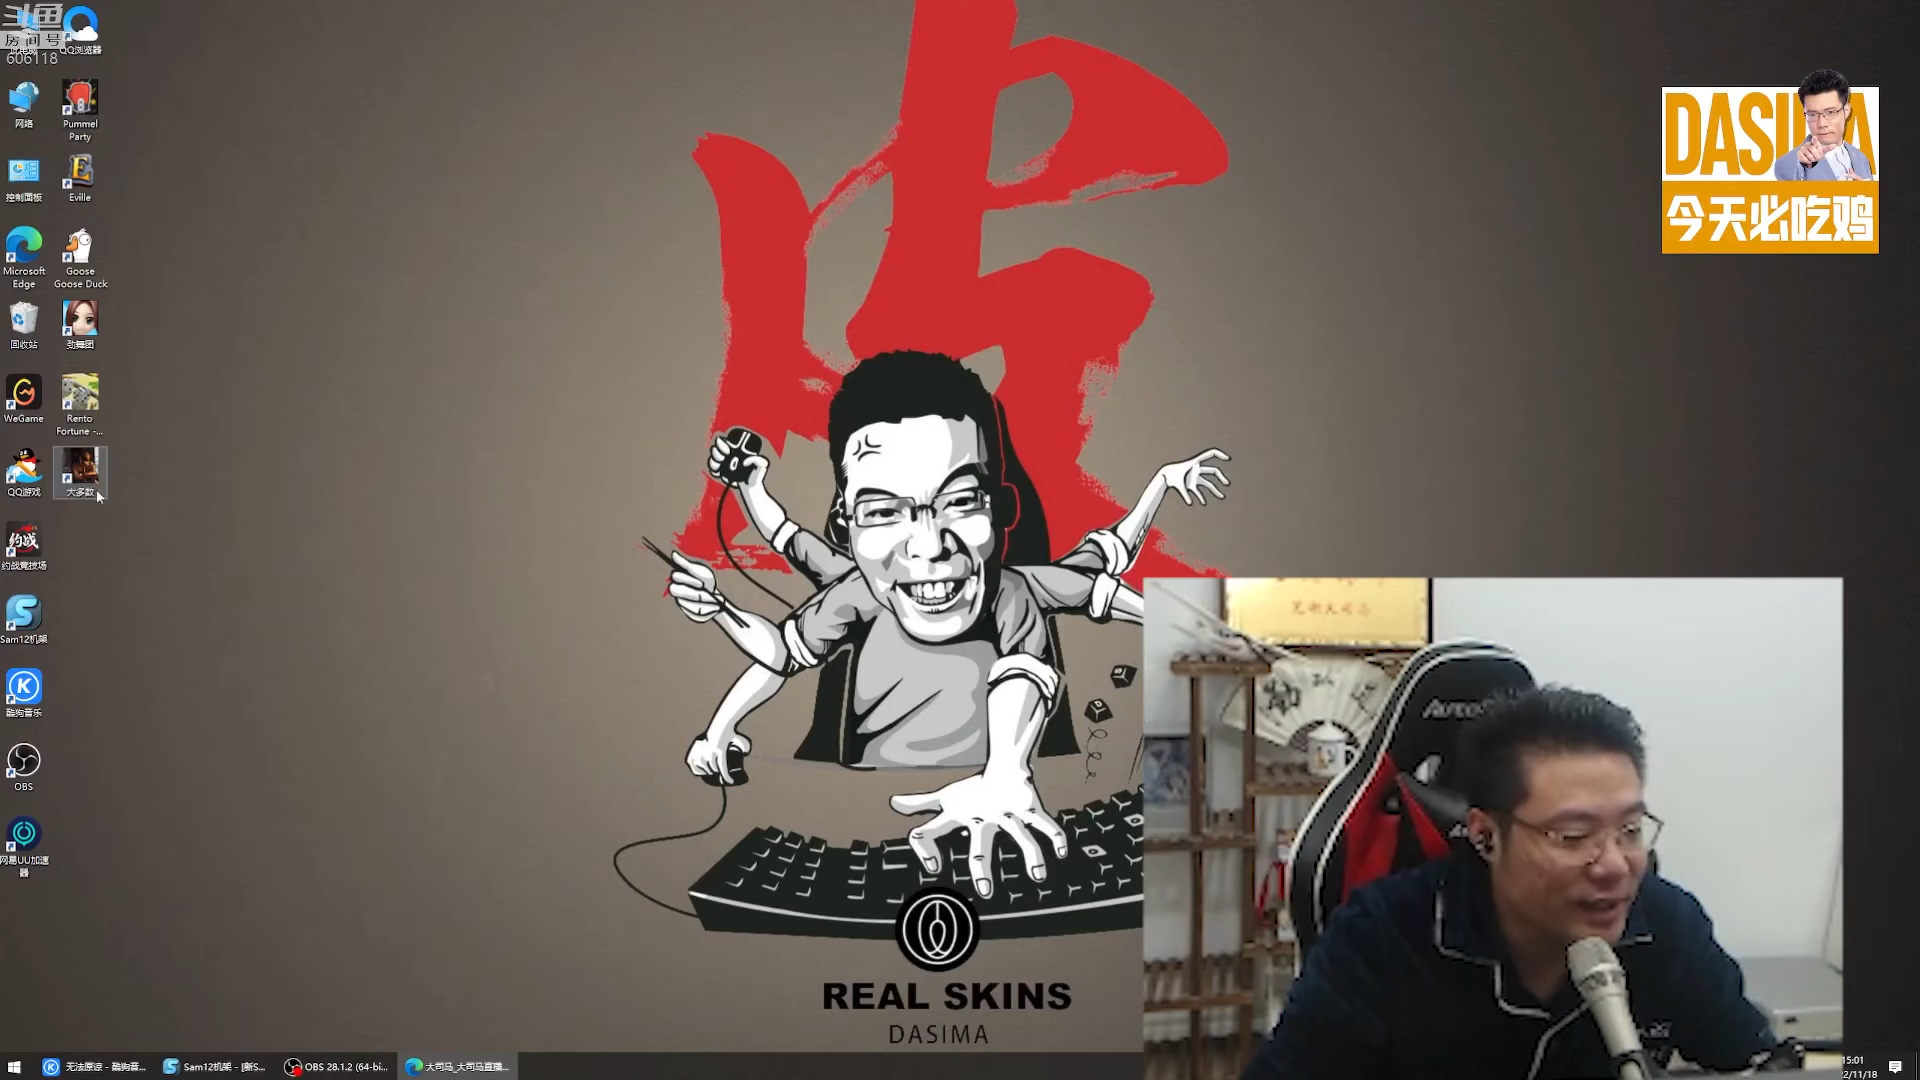 斗鱼
房间号
606118
QQ浏览器
网络
Pummel
Party
控制面板
Eville
Microsoft
Edge
Goose
Goose Duck
回收站
劲舞团
WeGame
Rento
Fortune -...
QQ游戏
大多数
约战
约战竞技场
Sam12机架
酷狗音乐
OBS
网易UU加速
器
DASIMA
今天必吃鸡
REAL SKINS
DASIMA
无法原谅 - 酷狗音...
Sam12机架 - [新S...
OBS 28.1.2 (64-bi...
大司马_大司马直播...
15:01
2/11/18